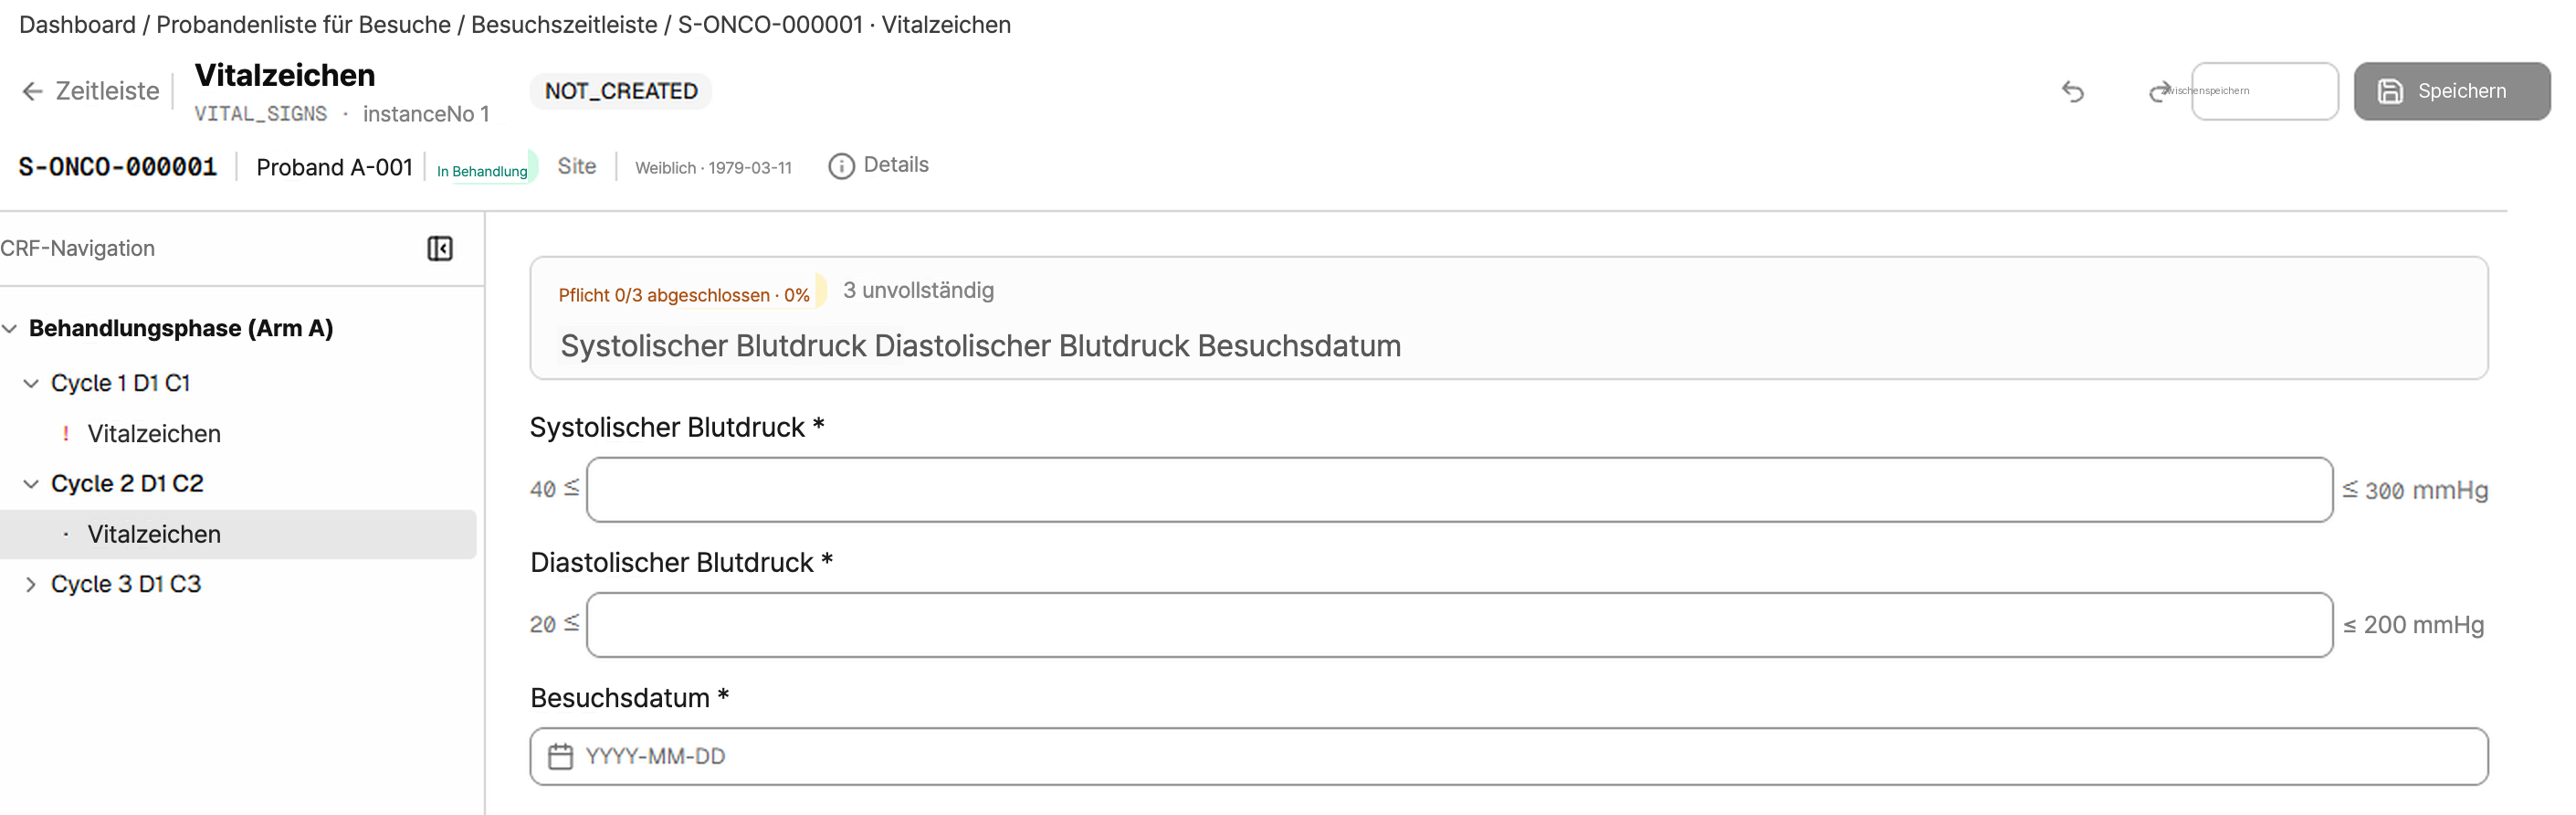 Dashboard / Probandenliste für Besuche / Besuchszeitleiste / S-ONCO-000001 · Vitalzeichen
Zeitleiste
Vitalzeichen
VITAL_SIGNS · instanceNo 1
NOT_CREATED
Speichern
S-ONCO-000001
Proband A-001
In Behandlung
Site
Weiblich · 1979-03-11
Details
CRF-Navigation
Behandlungsphase (Arm A)
Cycle 1 D1 C1
! Vitalzeichen
Cycle 2 D1 C2
· Vitalzeichen
Cycle 3 D1 C3
Pflicht 0/3 abgeschlossen · 0%
3 unvollständig
Systolischer Blutdruck Diastolischer Blutdruck Besuchsdatum
Systolischer Blutdruck *
40 ≤
≤ 300 mmHg
Diastolischer Blutdruck *
20 ≤
≤ 200 mmHg
Besuchsdatum *
YYYY-MM-DD